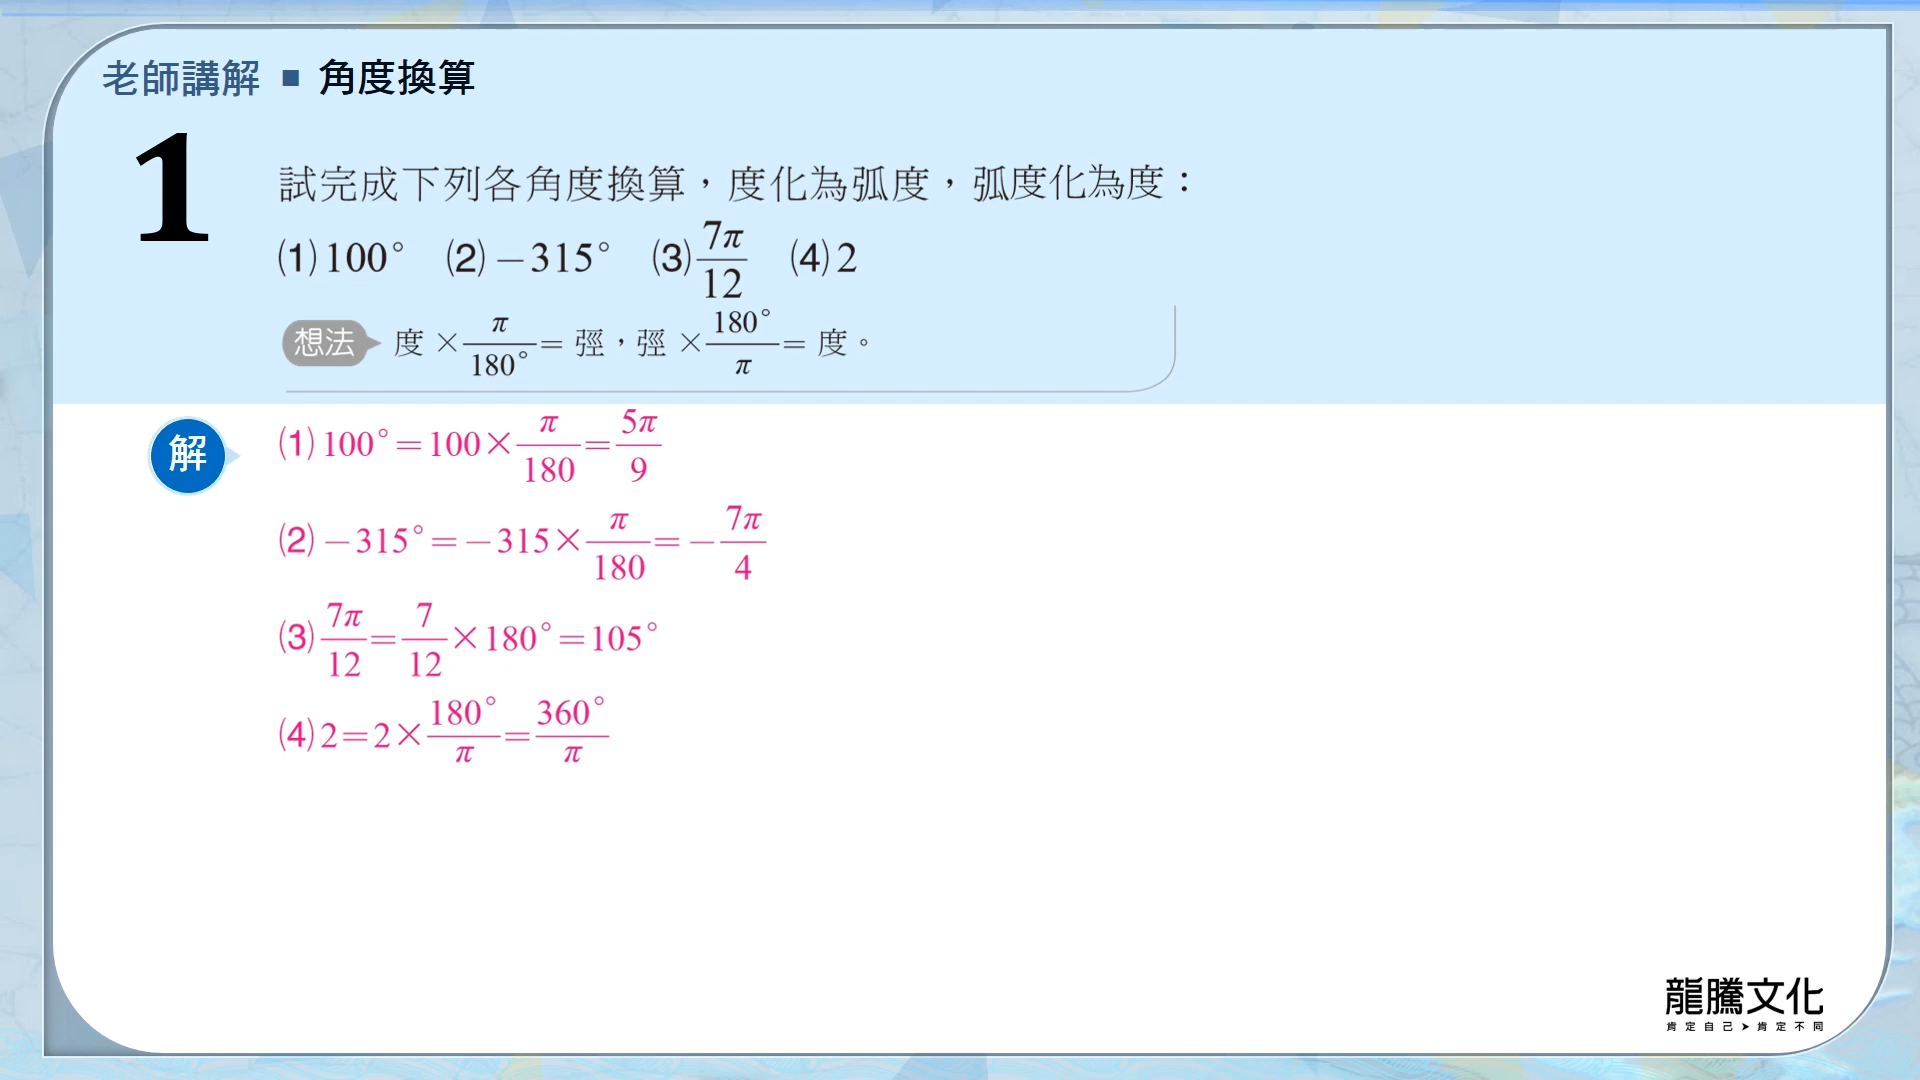 老師講解 ■ 角度換算
1
試完成下列各角度換算，度化為弧度，弧度化為度：
(1)100° (2)－315° (3)7π/12 (4)2
想法 度×π/180°＝弳，弳×180°/π＝度。
解
(1)100°＝100×π/180＝5π/9
(2)－315°＝－315×π/180＝－7π/4
(3)7π/12＝7/12×180°＝105°
(4)2＝2×180°/π＝360°/π
龍騰文化
肯定自己➤肯定不同